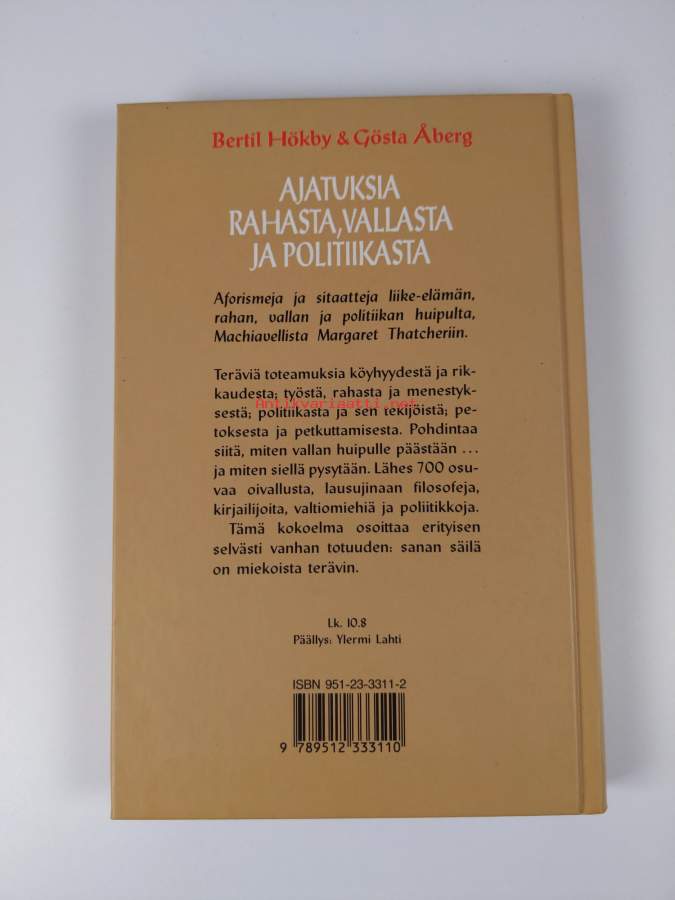 Bertil Hökby & Gösta Åberg
AJATUKSIA
RAHASTA, VALLASTA
JA POLITIIKASTA
Aforismeja ja sitaatteja liike-elämän,
rahan, vallan ja politiikan huipulta,
Machiavellista Margaret Thatcheriin.
Teräviä toteamuksia köyhyydestä ja rik-
kaudesta; työstä, rahasta ja menestyk-
sestä; politiikasta ja sen tekijöistä; pe-
Antikvariaatti.net
toksesta ja petkuttamisesta. Pohdintaa
siitä, miten vallan huipulle päästään ...
ja miten siellä pysytään. Lähes 700 osu-
vaa oivallusta, lausujinaan filosofeja,
kirjailijoita, valtiomiehiä ja poliitikkoja.
Tämä kokoelma osoittaa erityisen
selvästi vanhan totuuden: sanan säilä
on miekoista terävin.
Lk. 10.8
Päällys: Ylermi Lahti
ISBN 951-23-3311-2
9 789512 333110